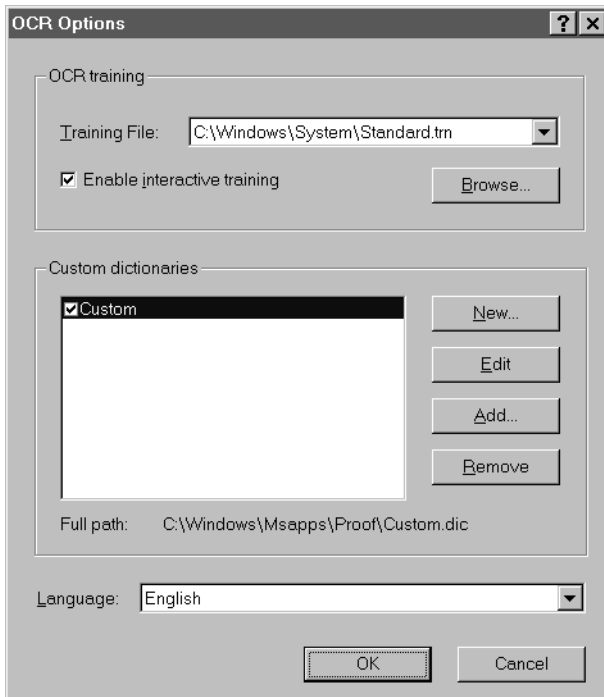 OCR Options
OCR training
Training File: C:\Windows\System\Standard.trn
Enable interactive training Browse...
Custom dictionaries
Custom New...
Edit
Add...
Remove
Full path: C:\Windows\Msapps\Proof\Custom.dic
Language: English
OK Cancel